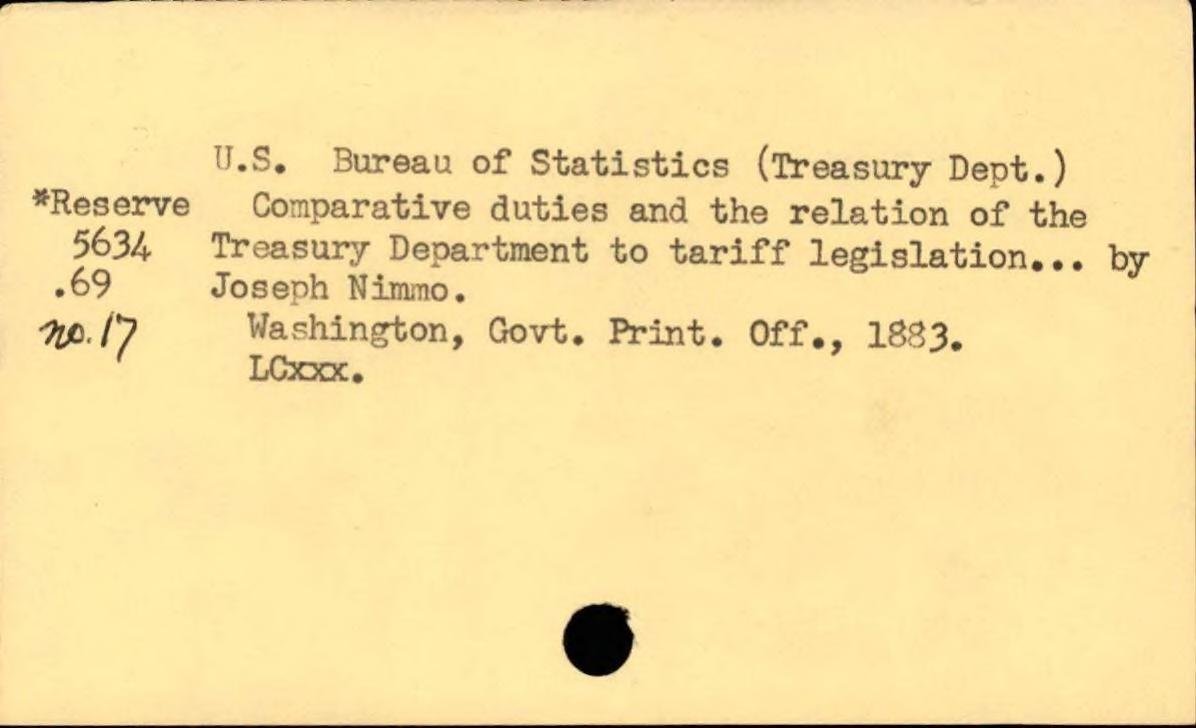 U.S. Bureau of Statistics (Treasury Dept.)
*Reserve Comparative duties and the relation of the
5634 Treasury Department to tariff legislation... by
.69 Joseph Nimmo.
no. 17 Washington, Govt. Print. Off., 1883.
LCxxx.